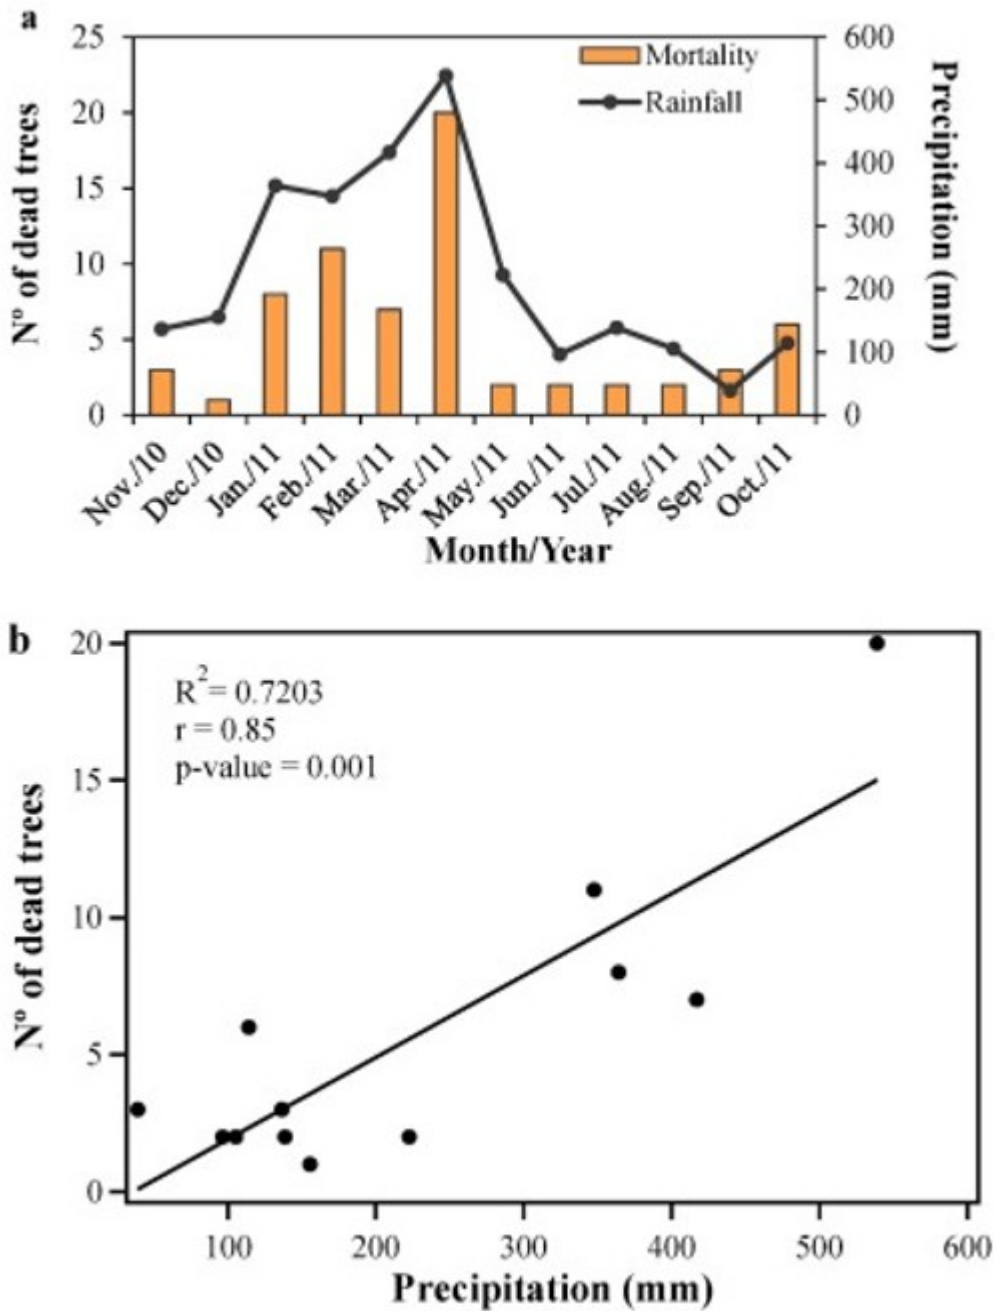 a
Nº of dead trees
25
20
15
10
5
0
Mortality
Rainfall
600
500
400
300
200
100
0
Precipitation (mm)
Nov./10
Dec./10
Jan./11
Feb./11
Mar./11
Apr./11
May./11
Jun./11
Jul./11
Aug./11
Sep./11
Oct./11
Month/Year
b
Nº of dead trees
20
15
10
5
0
R²= 0.7203
r = 0.85
p-value = 0.001
100
200
300
400
500
600
Precipitation (mm)